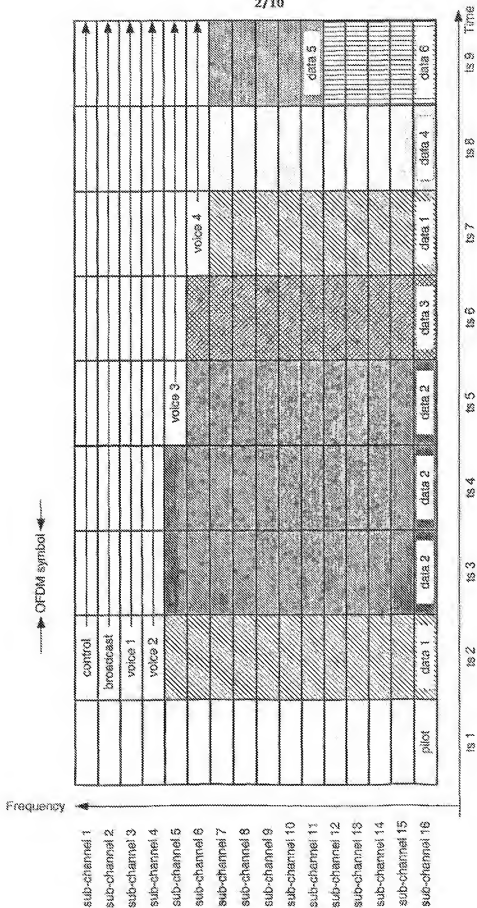 2/10
OFDM symbol
Frequency
sub-channel 1
sub-channel 2
sub-channel 3
sub-channel 4
sub-channel 5
sub-channel 6
sub-channel 7
sub-channel 8
sub-channel 9
sub-channel 10
sub-channel 11
sub-channel 12
sub-channel 13
sub-channel 14
sub-channel 15
sub-channel 16
control
broadcast
voice 1
voice 2
voice 3
voice 4
data 5
pilot
data 1
data 2
data 2
data 2
data 3
data 1
data 4
data 6
ts 1
ts 2
ts 3
ts 4
ts 5
ts 6
ts 7
ts 8
ts 9
Time